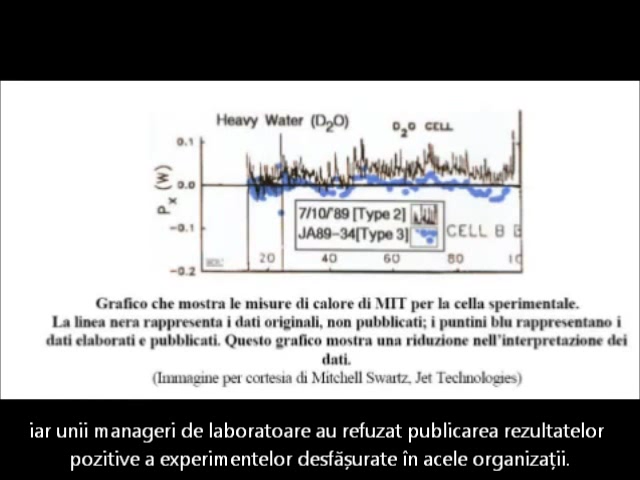 Heavy Water (D2O)
D2O CELL
0.1
0.0
-0.1
-0.2
Px (W)
7/10/'89 [Type 2]
JA89-34[Type 3]
CELL B
20 40 60 80
Grafico che mostra le misure di calore di MIT per la cella sperimentale.
La linea nera rappresenta i dati originali, non pubblicati; i puntini blu rappresentano i
dati elaborati e pubblicati. Questo grafico mostra una riduzione nell'interpretazione dei
dati.
(Immagine per cortesia di Mitchell Swartz, Jet Technologies)
iar unii manageri de laboratoare au refuzat publicarea rezultatelor
pozitive a experimentelor desfășurate în acele organizații.